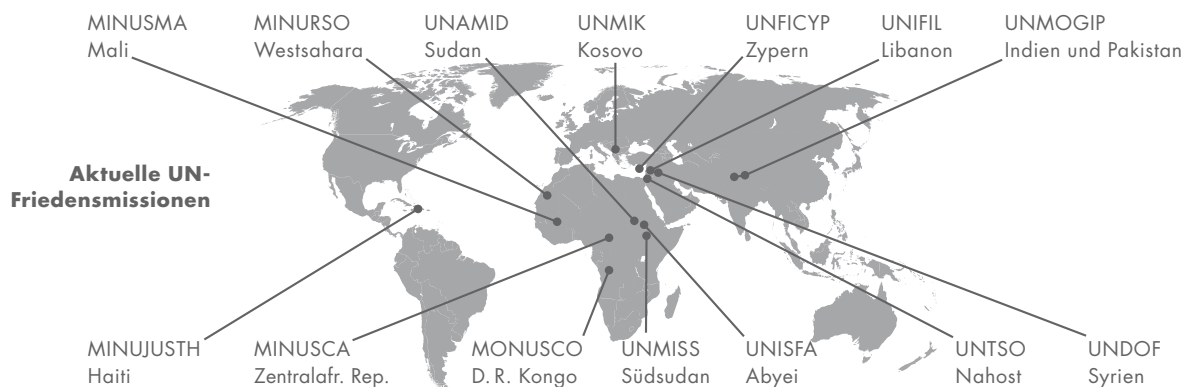 MINUSMA
Mali
MINURSO
Westsahara
UNAMID
Sudan
UNMIK
Kosovo
UNFICYP
Zypern
UNIFIL
Libanon
UNMOGIP
Indien und Pakistan
Aktuelle UN-
Friedensmissionen
MINUJUSTH
Haiti
MINUSCA
Zentralafr. Rep.
MONUSCO
D. R. Kongo
UNMISS
Südsudan
UNISFA
Abyei
UNTSO
Nahost
UNDOF
Syrien